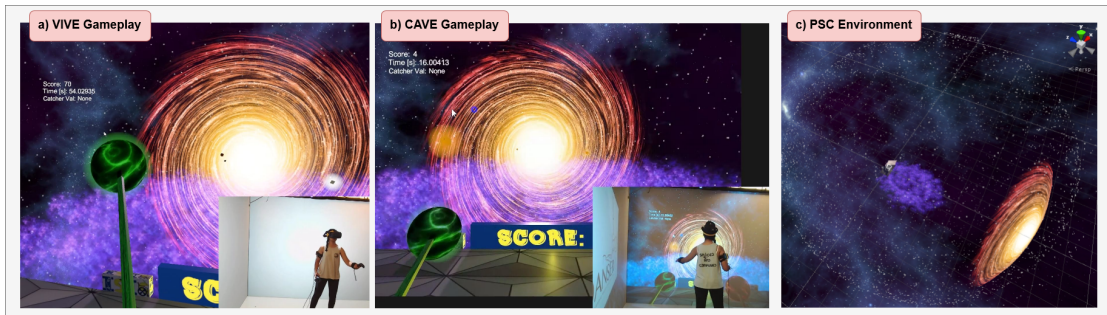 a) VIVE Gameplay
Score: 70
Time [s]: 54.02935
Catcher Val: None
SC
b) CAVE Gameplay
Score: 4
Time [s]: 16.00413
Catcher Val: None
SCORE:
c) PSC Environment
Persp